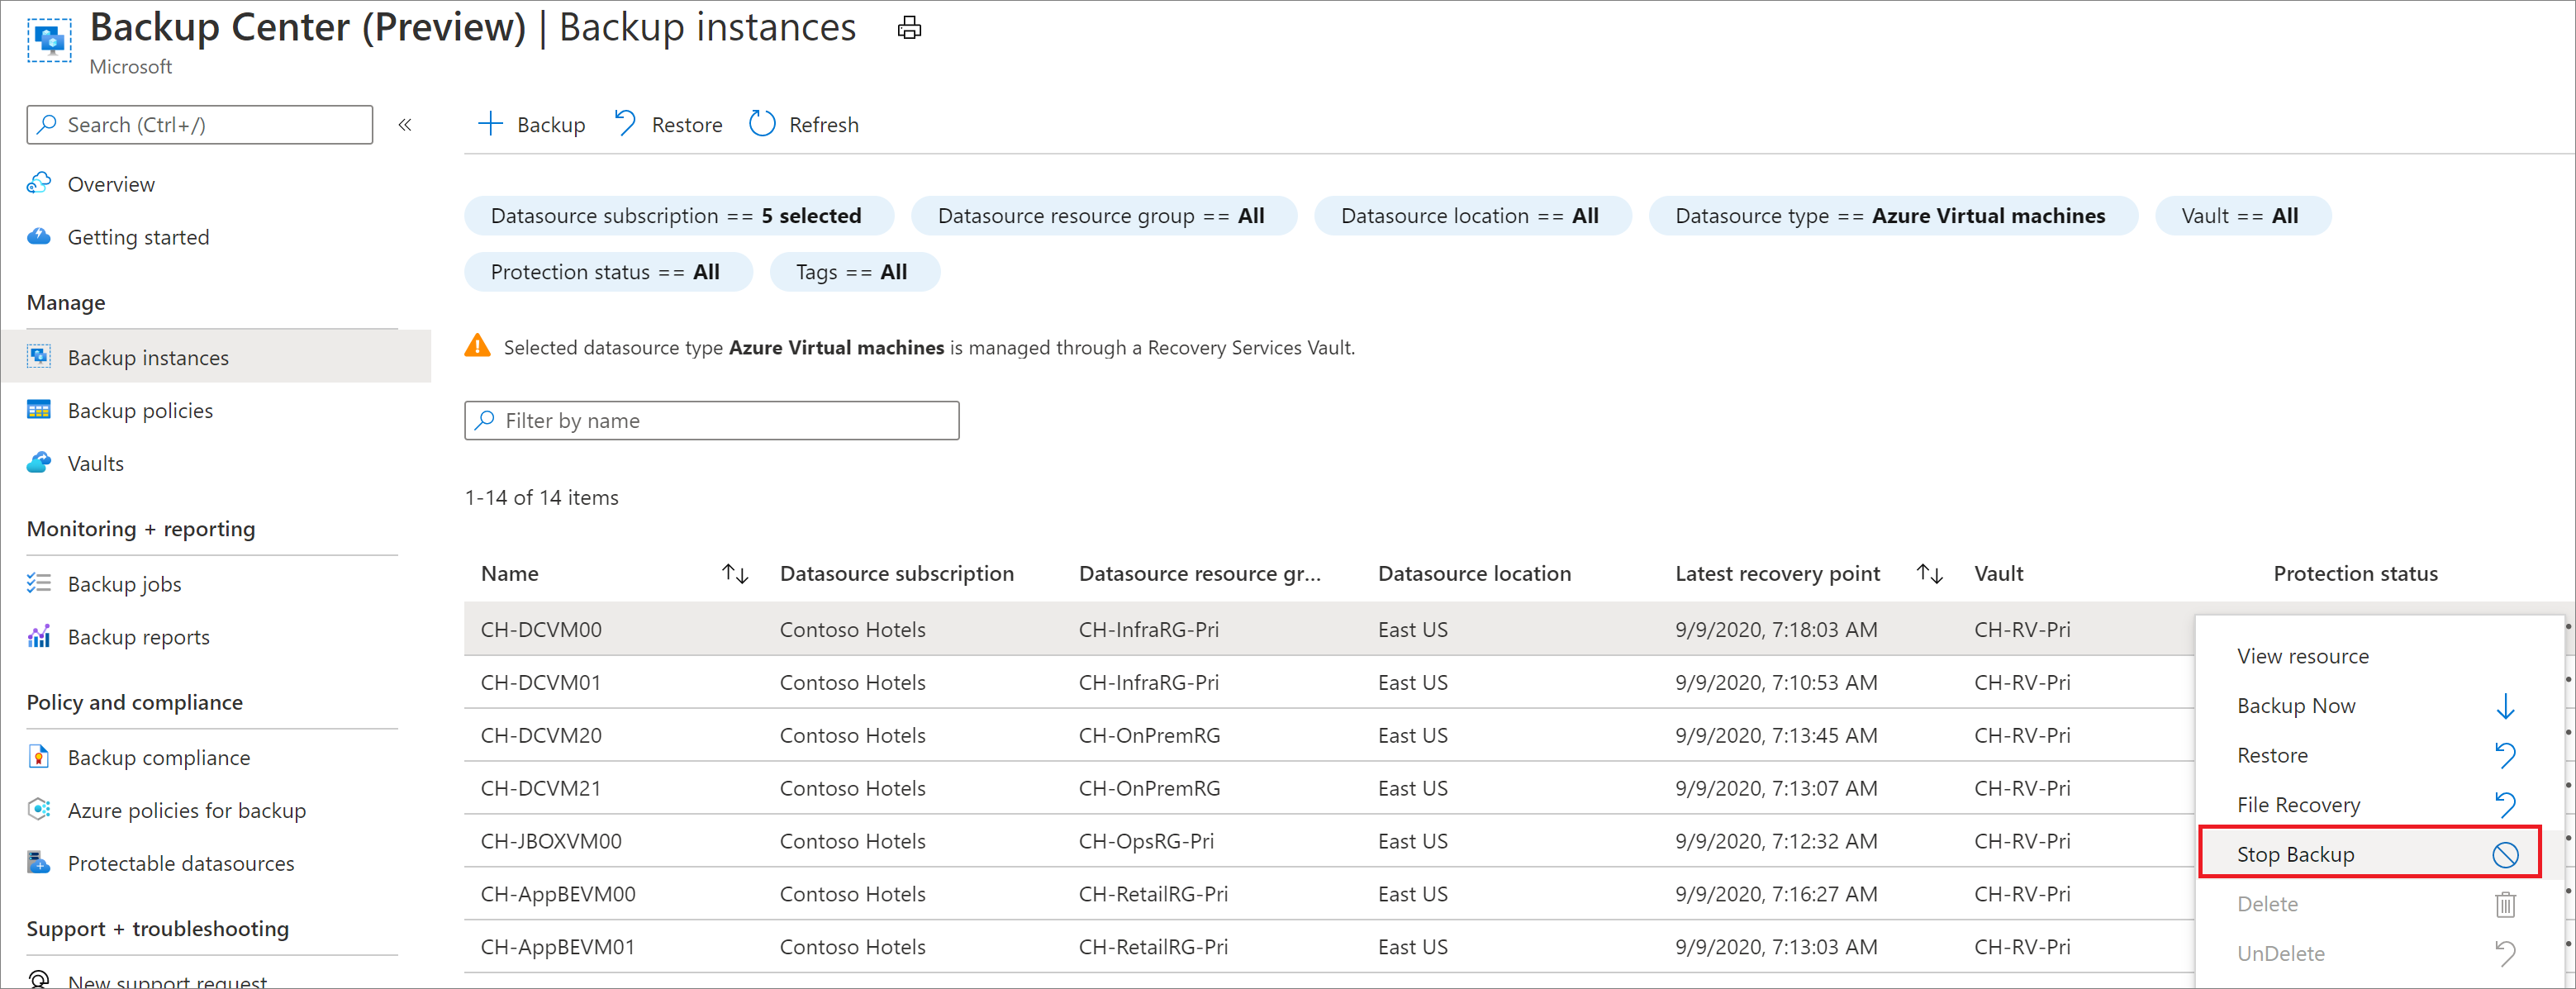 Backup Center (Preview) | Backup instances
Microsoft
Search (Ctrl+/)
«
Overview
Getting started
Manage
Backup instances
Backup policies
Vaults
Monitoring + reporting
Backup jobs
Backup reports
Policy and compliance
Backup compliance
Azure policies for backup
Protectable datasources
Support + troubleshooting
New support request
Backup Restore Refresh
Datasource subscription == 5 selected Datasource resource group == All Datasource location == All Datasource type == Azure Virtual machines Vault == All
Protection status == All Tags == All
Selected datasource type Azure Virtual machines is managed through a Recovery Services Vault.
Filter by name
1-14 of 14 items
Name Datasource subscription Datasource resource gr... Datasource location Latest recovery point Vault Protection status
CH-DCVM00 Contoso Hotels CH-InfraRG-Pri East US 9/9/2020, 7:18:03 AM CH-RV-Pri
CH-DCVM01 Contoso Hotels CH-InfraRG-Pri East US 9/9/2020, 7:10:53 AM CH-RV-Pri
CH-DCVM20 Contoso Hotels CH-OnPremRG East US 9/9/2020, 7:13:45 AM CH-RV-Pri
CH-DCVM21 Contoso Hotels CH-OnPremRG East US 9/9/2020, 7:13:07 AM CH-RV-Pri
CH-JBOXVM00 Contoso Hotels CH-OpsRG-Pri East US 9/9/2020, 7:12:32 AM CH-RV-Pri
CH-AppBEVM00 Contoso Hotels CH-RetailRG-Pri East US 9/9/2020, 7:16:27 AM CH-RV-Pri
CH-AppBEVM01 Contoso Hotels CH-RetailRG-Pri East US 9/9/2020, 7:13:03 AM CH-RV-Pri
View resource
Backup Now
Restore
File Recovery
Stop Backup
Delete
UnDelete